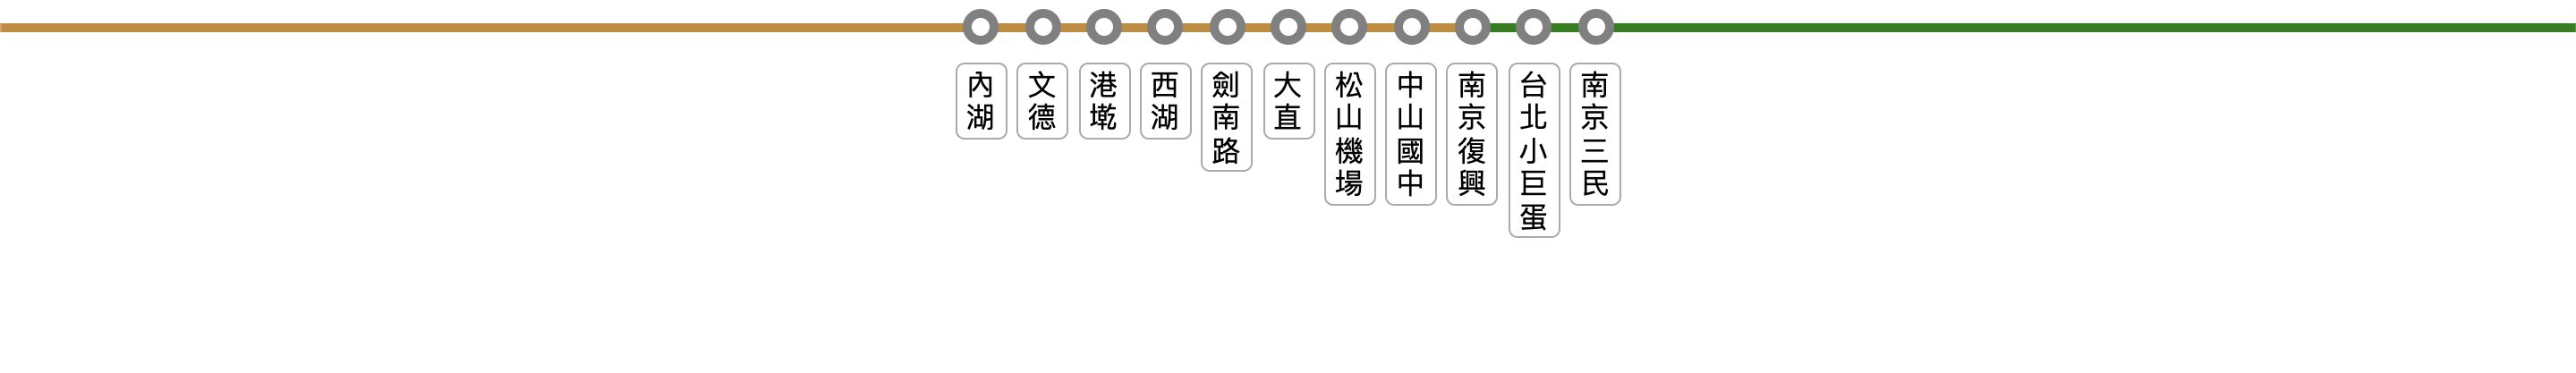 內湖
文德
港墘
西湖
劍南路
大直
松山機場
中山國中
南京復興
台北小巨蛋
南京三民